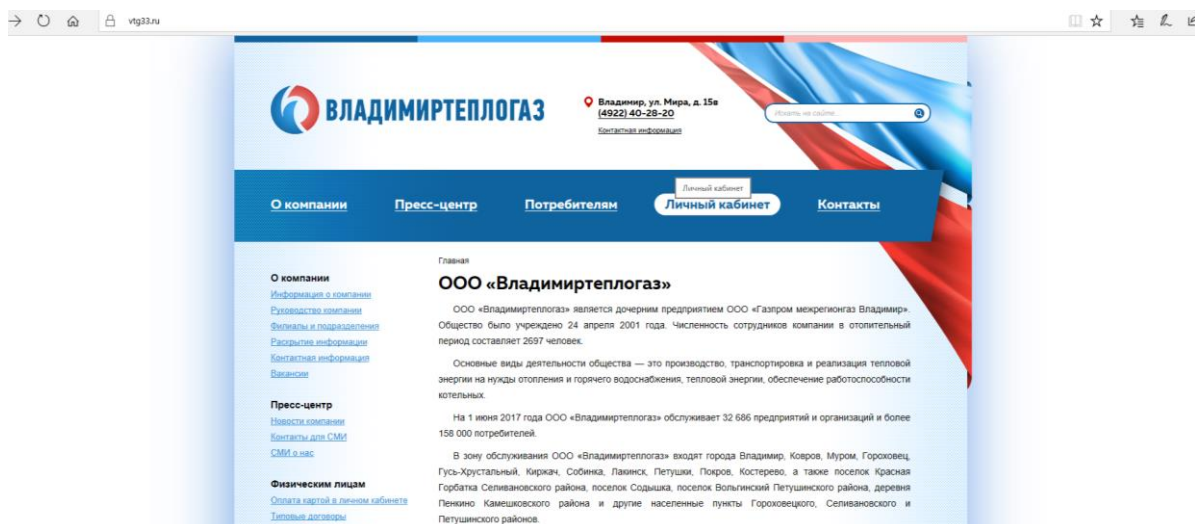 vtg33.ru
ВЛАДИМИРТЕПЛОГАЗ
Владимир, ул. Мира, д. 15в
(4922) 40-28-20
Контактная информация
Искать на сайте...
Личный кабинет
О компании Пресс-центр Потребителям Личный кабинет Контакты
О компании
Информация о компании
Руководство компании
Филиалы и подразделения
Раскрытие информации
Контактная информация
Вакансии
Пресс-центр
Новости компании
Контакты для СМИ
СМИ о нас
Физическим лицам
Оплата картой в личном кабинете
Типовые договоры
Главная
ООО «Владимиртеплогаз»
ООО «Владимиртеплогаз» является дочерним предприятием ООО «Газпром межрегионгаз Владимир».
Общество было учреждено 24 апреля 2001 года. Численность сотрудников компании в отопительный
период составляет 2697 человек.
Основные виды деятельности общества — это производство, транспортировка и реализация тепловой
энергии на нужды отопления и горячего водоснабжения, тепловой энергии, обеспечение работоспособности
котельных.
На 1 июня 2017 года ООО «Владимиртеплогаз» обслуживает 32 686 предприятий и организаций и более
158 000 потребителей.
В зону обслуживания ООО «Владимиртеплогаз» входят города Владимир, Ковров, Муром, Гороховец,
Гусь-Хрустальный, Киржач, Собинка, Лакинск, Петушки, Покров, Костерево, а также поселок Красная
Горбатка Селивановского района, поселок Содышка, поселок Вольгинский Петушинского района, деревня
Пенкино Камешковского района и другие населенные пункты Гороховецкого, Селивановского и
Петушинского районов.